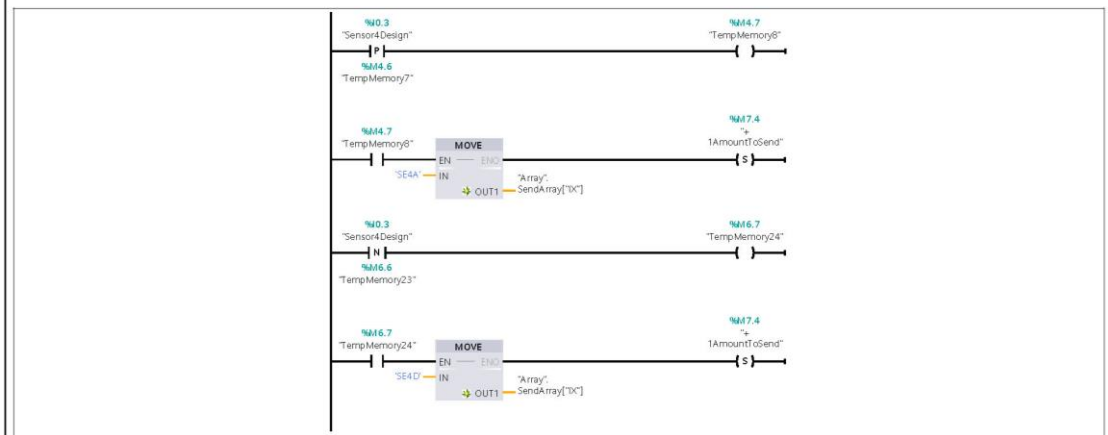 %I0.3
"Sensor4Design"
P
%M4.6
"TempMemory7"
%M4.7
"TempMemory8"
%M4.7
"TempMemory8"
MOVE
EN ENO
'SE4A' IN
OUT1
"Array".
SendArray["IX"]
%M7.4
"+
1AmountToSend"
S
%I0.3
"Sensor4Design"
N
%M6.6
"TempMemory23"
%M6.7
"TempMemory24"
%M6.7
"TempMemory24"
MOVE
EN ENO
'SE4D' IN
OUT1
"Array".
SendArray["IX"]
%M7.4
"+
1AmountToSend"
S